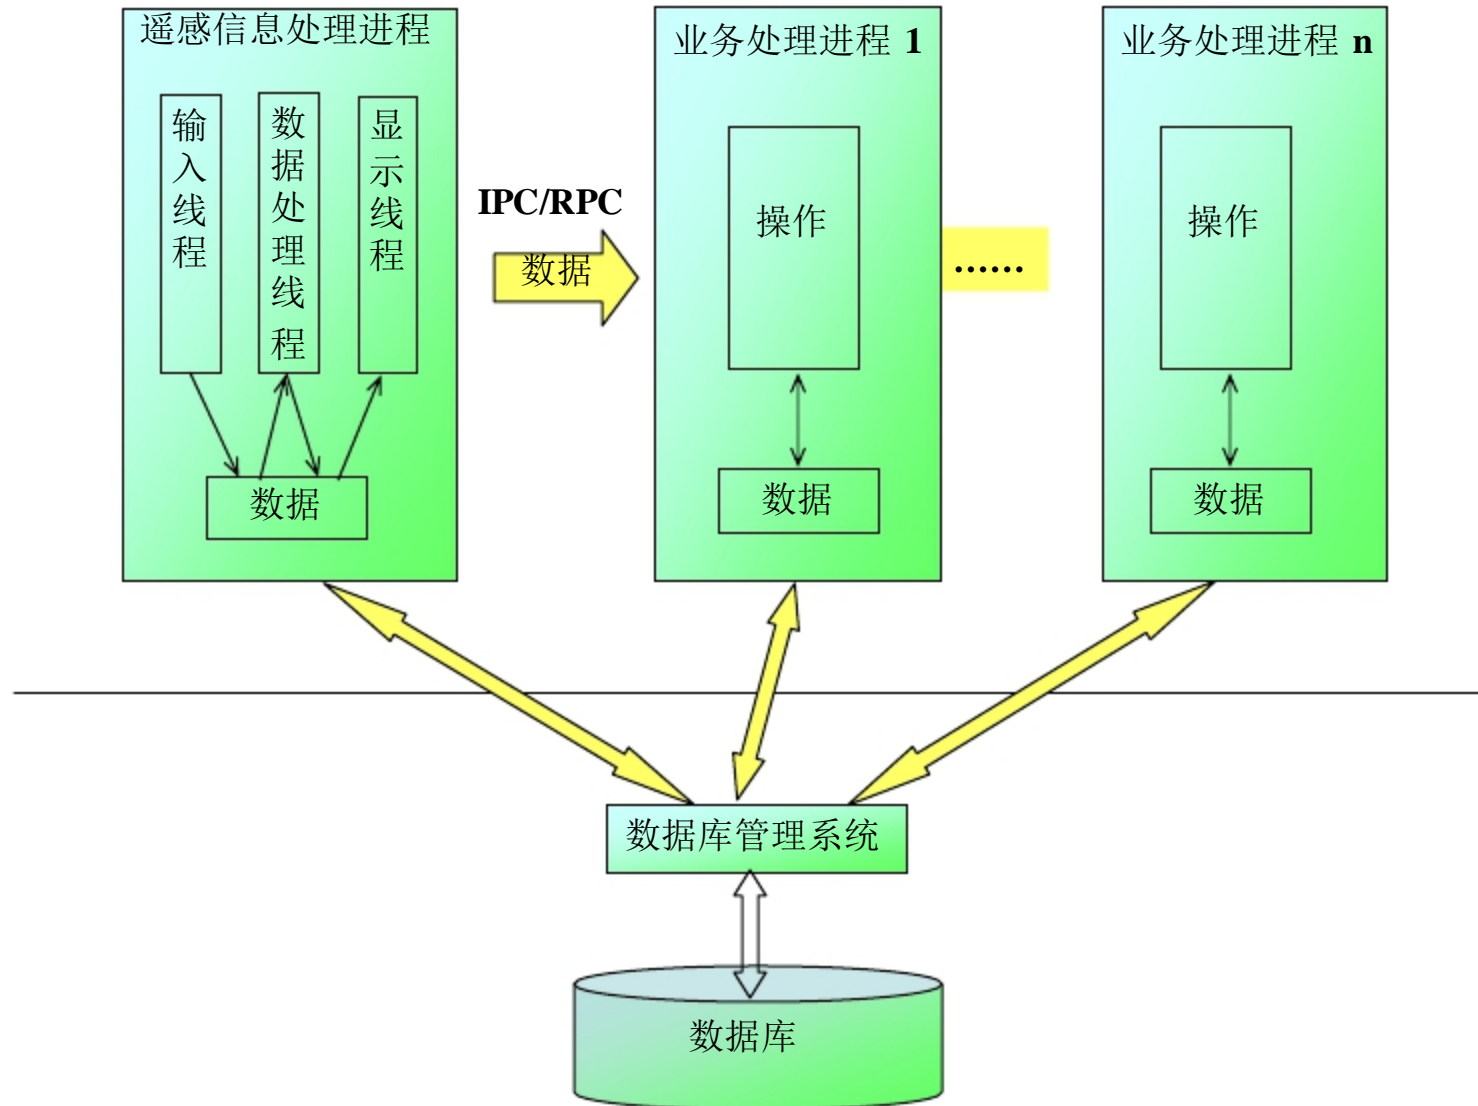 遥感信息处理进程
业务处理进程 1
业务处理进程 n
输入线程
数据处理线程
显示线程
IPC/RPC
数据
操作
......
操作
数据
数据
数据
数据库管理系统
数据库